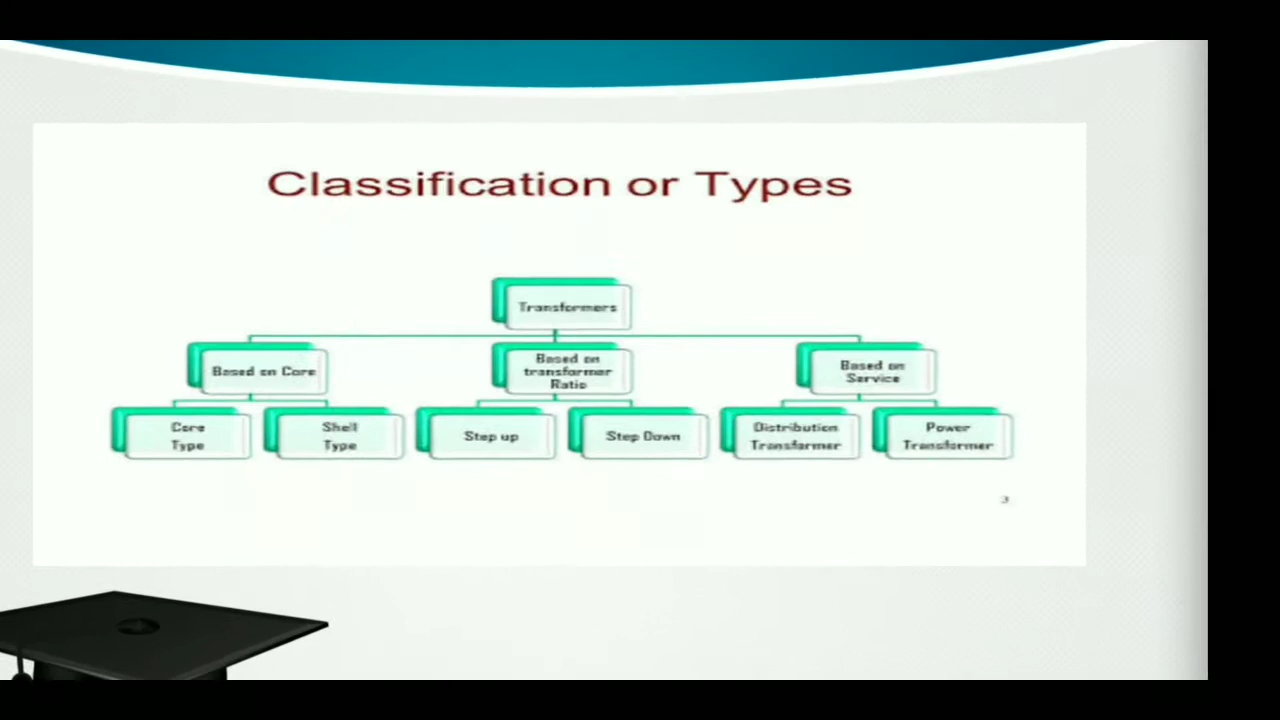 Classification or Types
Transformers
Based on Core
Based on
transformer
Ratio
Based on
Service
Core
Type
Shell
Type
Step up
Step Down
Distribution
Transformer
Power
Transformer
3